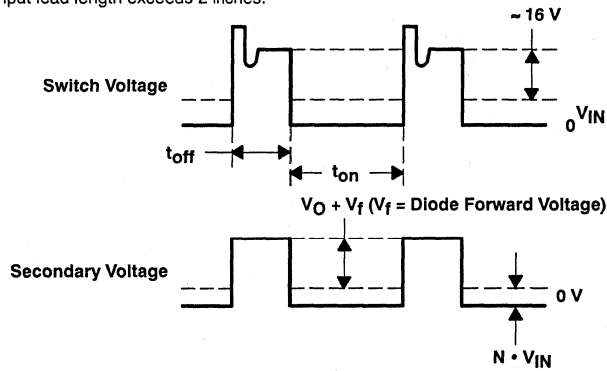 nput lead length exceeds 2 inches.
~ 16 V
Switch Voltage
0 VIN
toff
ton
VO + Vf (Vf = Diode Forward Voltage)
Secondary Voltage
0 V
N • VIN